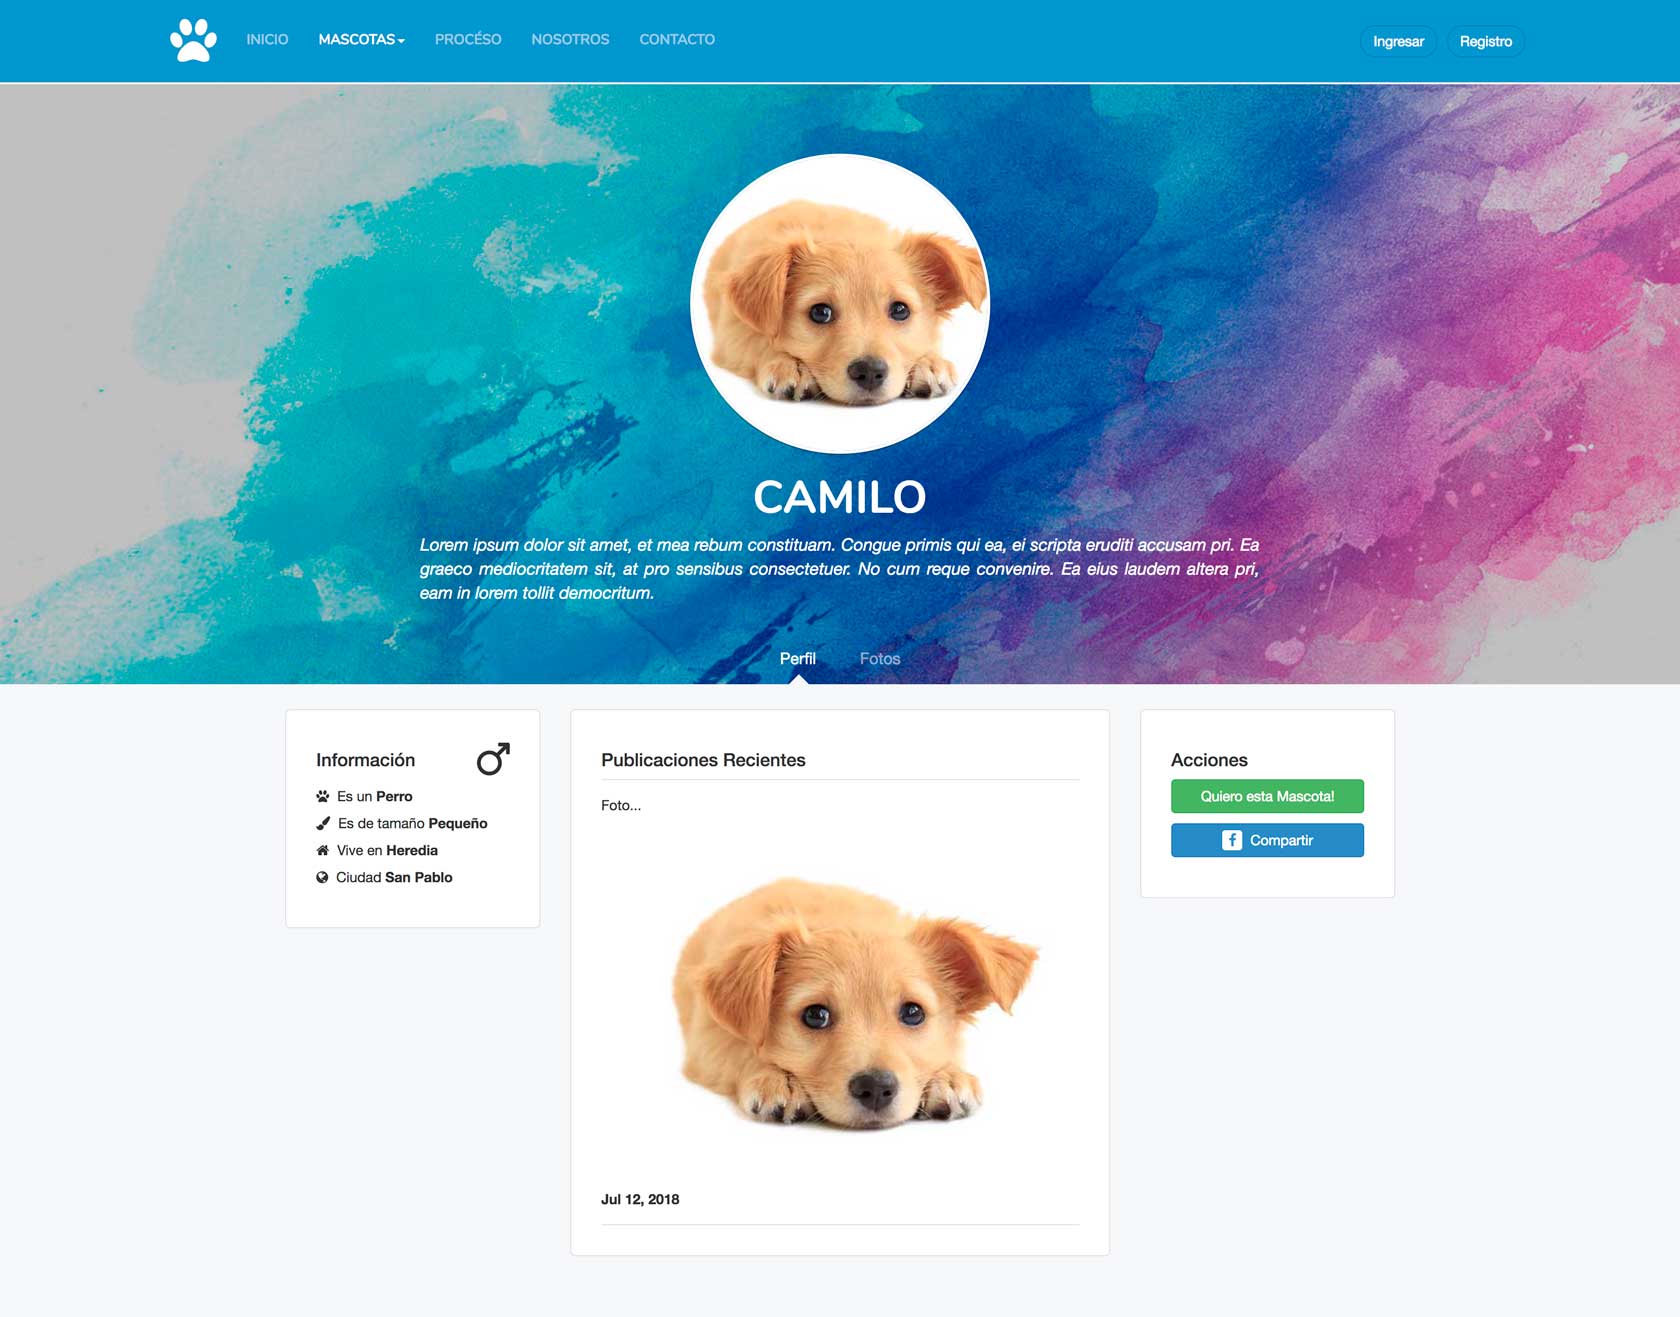 INICIO
MASCOTAS
PROCÉSO
NOSOTROS
CONTACTO
Ingresar
Registro
CAMILO
Lorem ipsum dolor sit amet, et mea rebum constituam. Congue primis qui ea, ei scripta eruditi accusam pri. Ea
graeco mediocritatem sit, at pro sensibus consectetuer. No cum reque convenire. Ea eius laudem altera pri,
eam in lorem tollit democritum.
Perfil
Fotos
Información
Es un Perro
Es de tamaño Pequeño
Vive en Heredia
Ciudad San Pablo
Publicaciones Recientes
Foto...
Jul 12, 2018
Acciones
Quiero esta Mascota!
Compartir